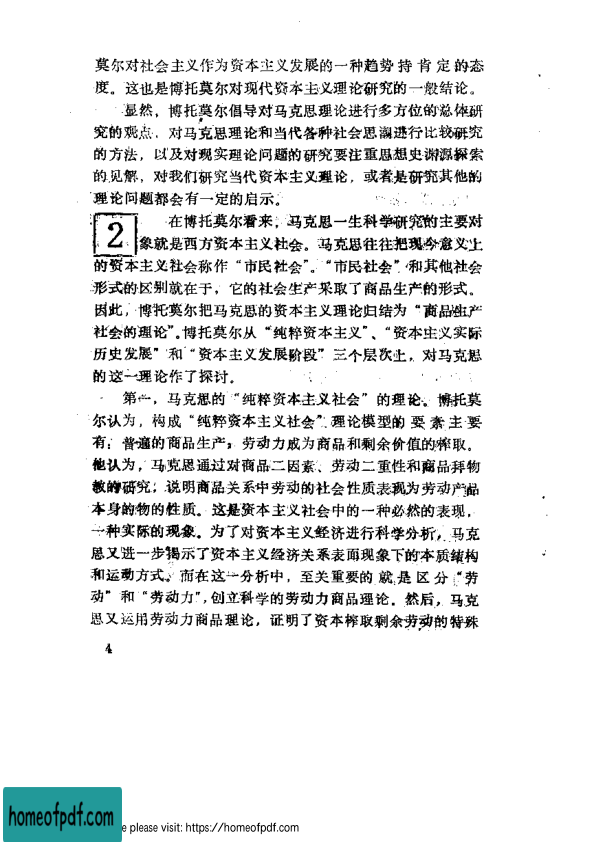 莫尔对社会主义作为资本主义发展的一种趋势持肯定的态
度。这也是博托莫尔对现代资本主义理论研究的一般结论。
显然，博托莫尔倡导对马克思理论进行多方位的总体研
究的观点，对马克思理论和当代各种社会思潮进行比较研究
的方法，以及对现实理论问题的研究要注重思想史渊源探索
的见解，对我们研究当代资本主义理论，或者是研究其他的
理论问题都会有一定的启示。
2
在博托莫尔看来，马克思一生科学研究的主要对
象就是西方资本主义社会。马克思往往把现今意义上
的资本主义社会称作“市民社会”。“市民社会”和其他社会
形式的区别就在于，它的社会生产采取了商品生产的形式。
因此，博托莫尔把马克思的资本主义理论归结为“商品生产
社会的理论”。博托莫尔从“纯粹资本主义”、“资本主义实际
历史发展”和“资本主义发展阶段”三个层次上，对马克思
的这一理论作了探讨。
第一，马克思的“纯粹资本主义社会”的理论。博托莫
尔认为，构成“纯粹资本主义社会”理论模型的要素主要
有：普遍的商品生产，劳动力成为商品和剩余价值的榨取。
他认为，马克思通过对商品二因素、劳动二重性和商品拜物
教的研究，说明商品关系中劳动的社会性质表现为劳动产品
本身的物的性质。这是资本主义社会中的一种必然的表现，
一种实际的现象。为了对资本主义经济进行科学分析，马克
思又进一步揭示了资本主义经济关系表面现象下的本质结构
和运动方式。而在这一分析中，至关重要的就是区分“劳
动”和“劳动力”，创立科学的劳动力商品理论。然后，马克
思又运用劳动力商品理论，证明了资本榨取剩余劳动的特殊
4
homeofpdf.com
e please visit: https://homeofpdf.com